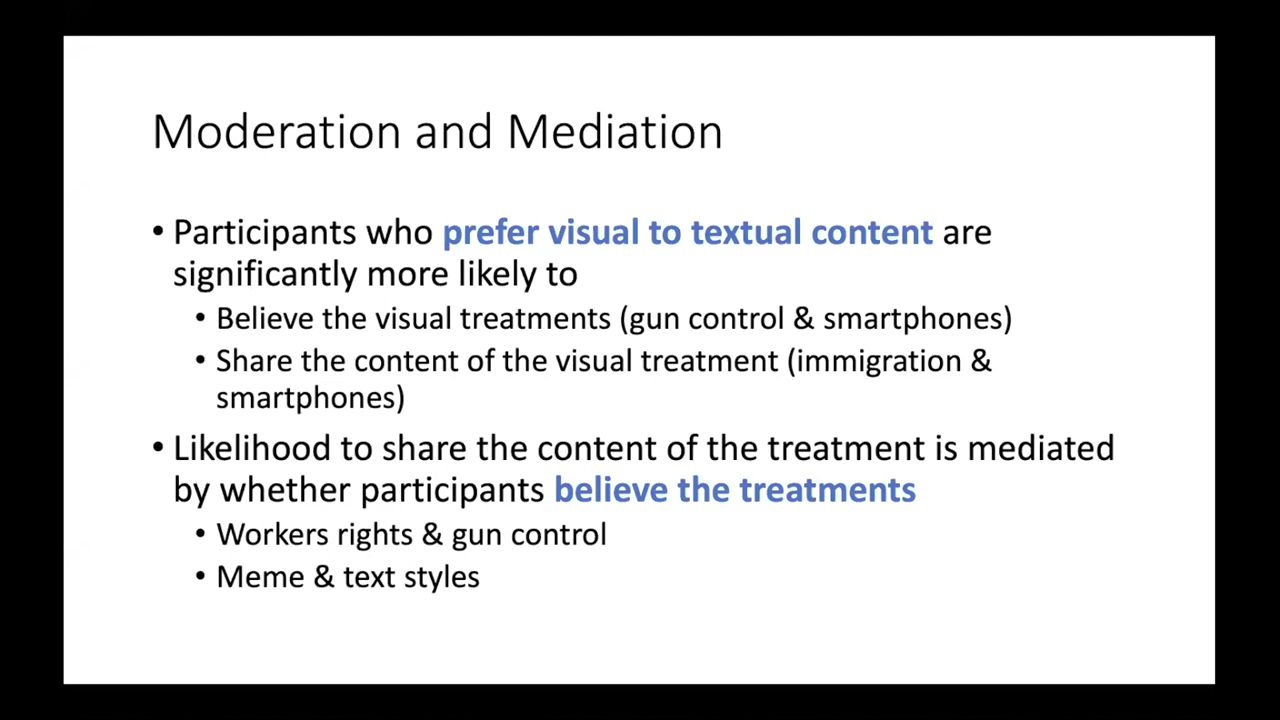 Moderation and Mediation
• Participants who prefer visual to textual content are
significantly more likely to
• Believe the visual treatments (gun control & smartphones)
• Share the content of the visual treatment (immigration &
smartphones)
• Likelihood to share the content of the treatment is mediated
by whether participants believe the treatments
• Workers rights & gun control
• Meme & text styles